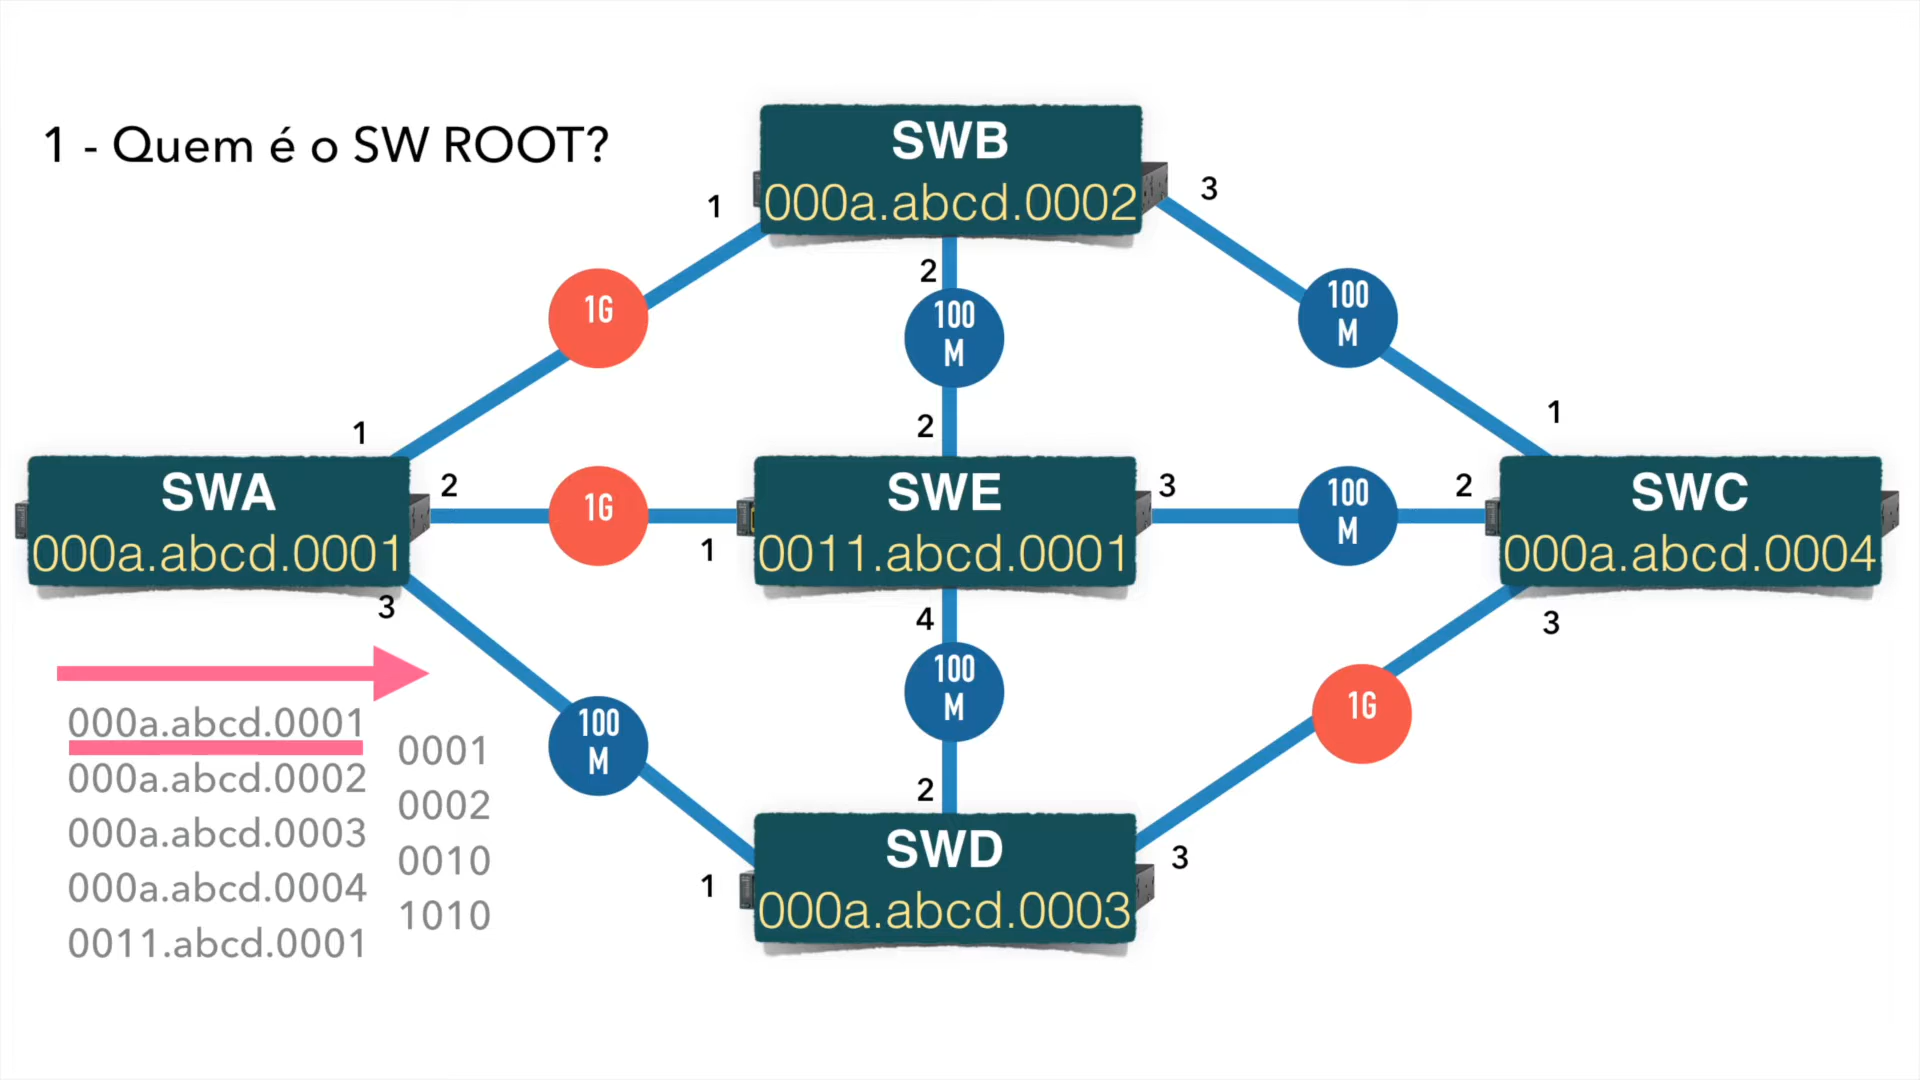 1 - Quem é o SW ROOT?
SWB
000a.abcd.0002
1
3
2
1G
100
M
100
M
1
2
1
SWA
000a.abcd.0001
2
1G
1
SWE
0011.abcd.0001
3
100
M
2
SWC
000a.abcd.0004
3
4
3
100
M
1G
100
M
2
1
SWD
000a.abcd.0003
3
000a.abcd.0001
000a.abcd.0002
000a.abcd.0003
000a.abcd.0004
0011.abcd.0001
0001
0002
0010
1010